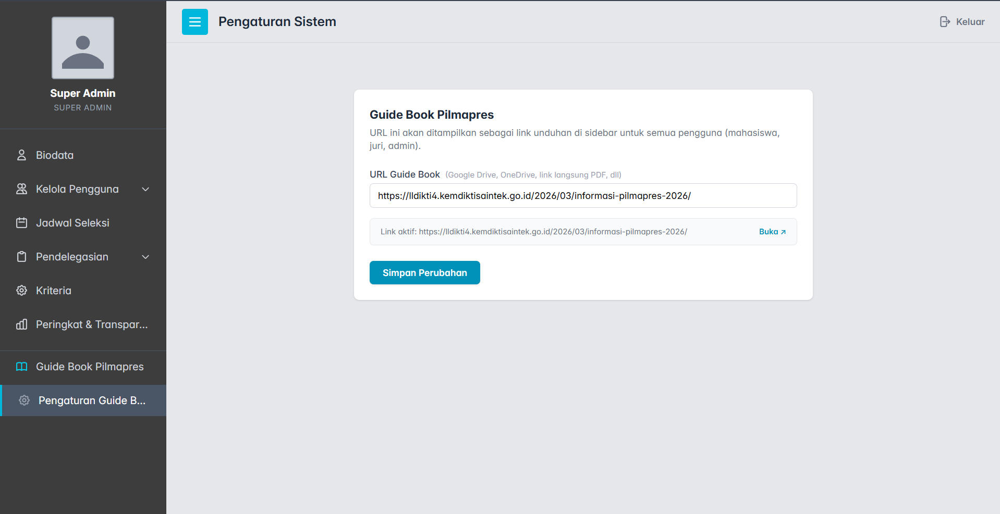 Super Admin
SUPER ADMIN
Biodata
Kelola Pengguna
Jadwal Seleksi
Pendelegasian
Kriteria
Peringkat & Transpar...
Guide Book Pilmapres
Pengaturan Guide B...
Pengaturan Sistem
Keluar
Guide Book Pilmapres
URL ini akan ditampilkan sebagai link unduhan di sidebar untuk semua pengguna (mahasiswa,
juri, admin).
URL Guide Book (Google Drive, OneDrive, link langsung PDF, dll)
https://lldikti4.kemdiktisaintek.go.id/2026/03/informasi-pilmapres-2026/
Link aktif: https://lldikti4.kemdiktisaintek.go.id/2026/03/informasi-pilmapres-2026/ Buka ↗
Simpan Perubahan